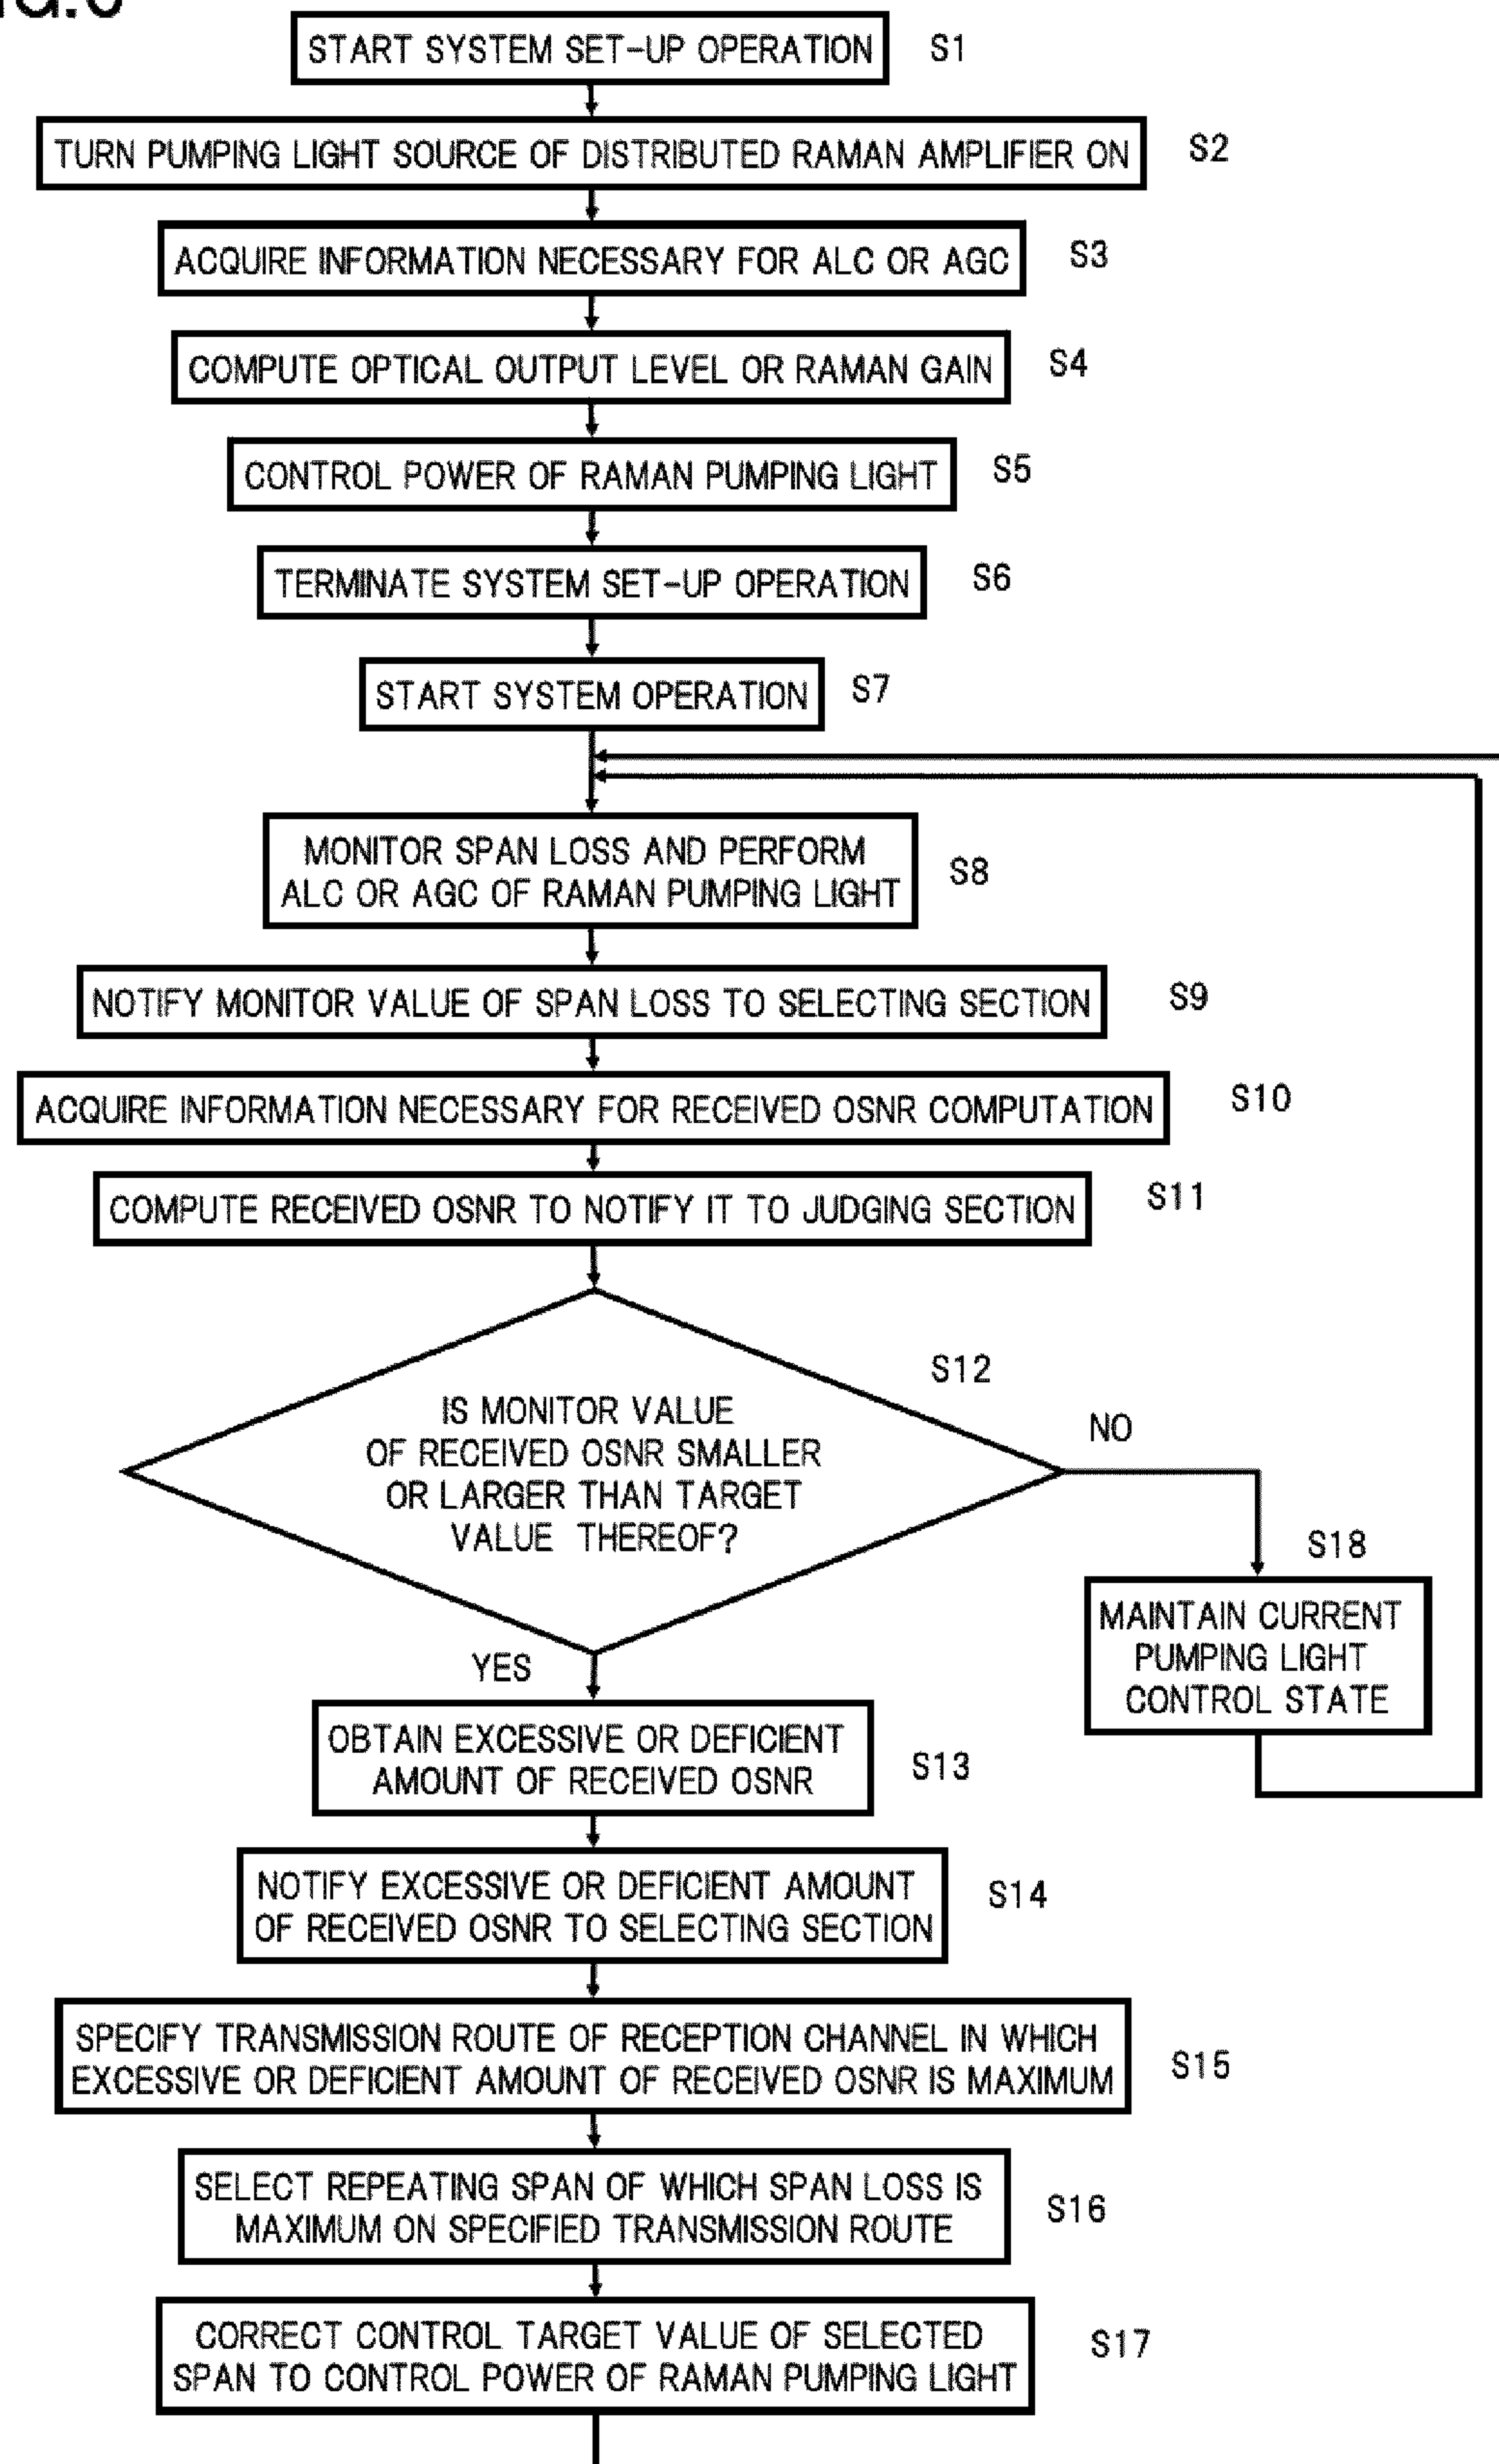 START SYSTEM SET-UP OPERATION S1
TURN PUMPING LIGHT SOURCE OF DISTRIBUTED RAMAN AMPLIFIER ON S2
ACQUIRE INFORMATION NECESSARY FOR ALC OR AGC S3
COMPUTE OPTICAL OUTPUT LEVEL OR RAMAN GAIN S4
CONTROL POWER OF RAMAN PUMPING LIGHT S5
TERMINATE SYSTEM SET-UP OPERATION S6
START SYSTEM OPERATION S7
MONITOR SPAN LOSS AND PERFORM
ALC OR AGC OF RAMAN PUMPING LIGHT
S8
NOTIFY MONITOR VALUE OF SPAN LOSS TO SELECTING SECTION S9
ACQUIRE INFORMATION NECESSARY FOR RECEIVED OSNR COMPUTATION S10
COMPUTE RECEIVED OSNR TO NOTIFY IT TO JUDGING SECTION S11
S12
IS MONITOR VALUE
OF RECEIVED OSNR SMALLER
OR LARGER THAN TARGET
VALUE THEREOF?
NO
YES
S18
MAINTAIN CURRENT
PUMPING LIGHT
CONTROL STATE
OBTAIN EXCESSIVE OR DEFICIENT
AMOUNT OF RECEIVED OSNR
S13
NOTIFY EXCESSIVE OR DEFICIENT AMOUNT
OF RECEIVED OSNR TO SELECTING SECTION
S14
SPECIFY TRANSMISSION ROUTE OF RECEPTION CHANNEL IN WHICH
EXCESSIVE OR DEFICIENT AMOUNT OF RECEIVED OSNR IS MAXIMUM
S15
SELECT REPEATING SPAN OF WHICH SPAN LOSS IS
MAXIMUM ON SPECIFIED TRANSMISSION ROUTE
S16
CORRECT CONTROL TARGET VALUE OF SELECTED
SPAN TO CONTROL POWER OF RAMAN PUMPING LIGHT
S17